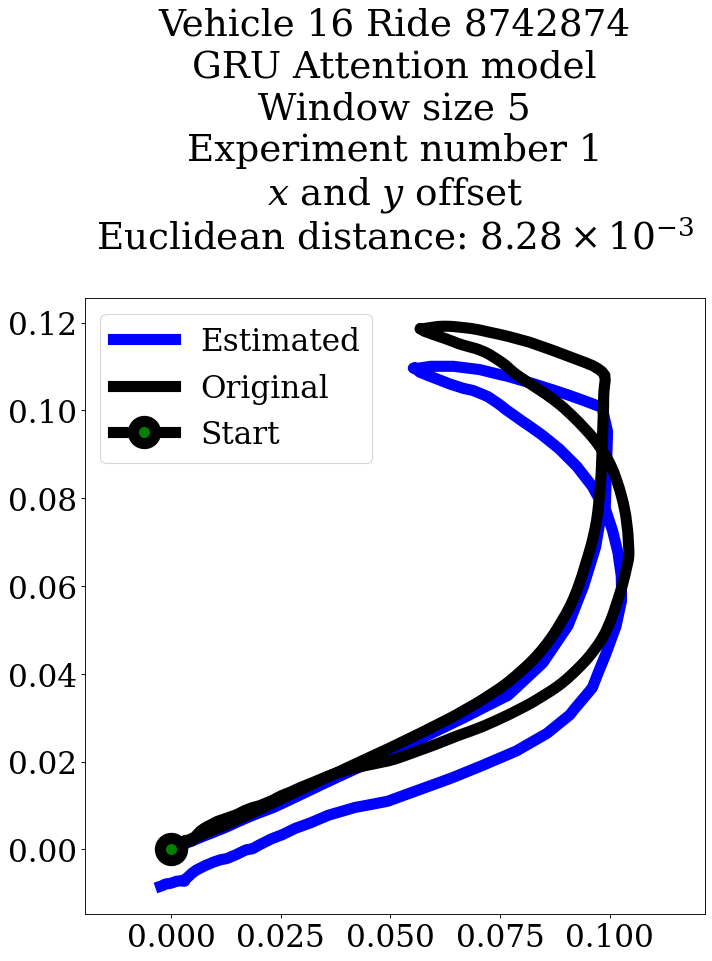 Vehicle 16 Ride 8742874
GRU Attention model
Window size 5
Experiment number 1
x and y offset
Euclidean distance: 8.28 × 10⁻³
Estimated
Original
Start
0.12
0.10
0.08
0.06
0.04
0.02
0.00
0.000 0.025 0.050 0.075 0.100